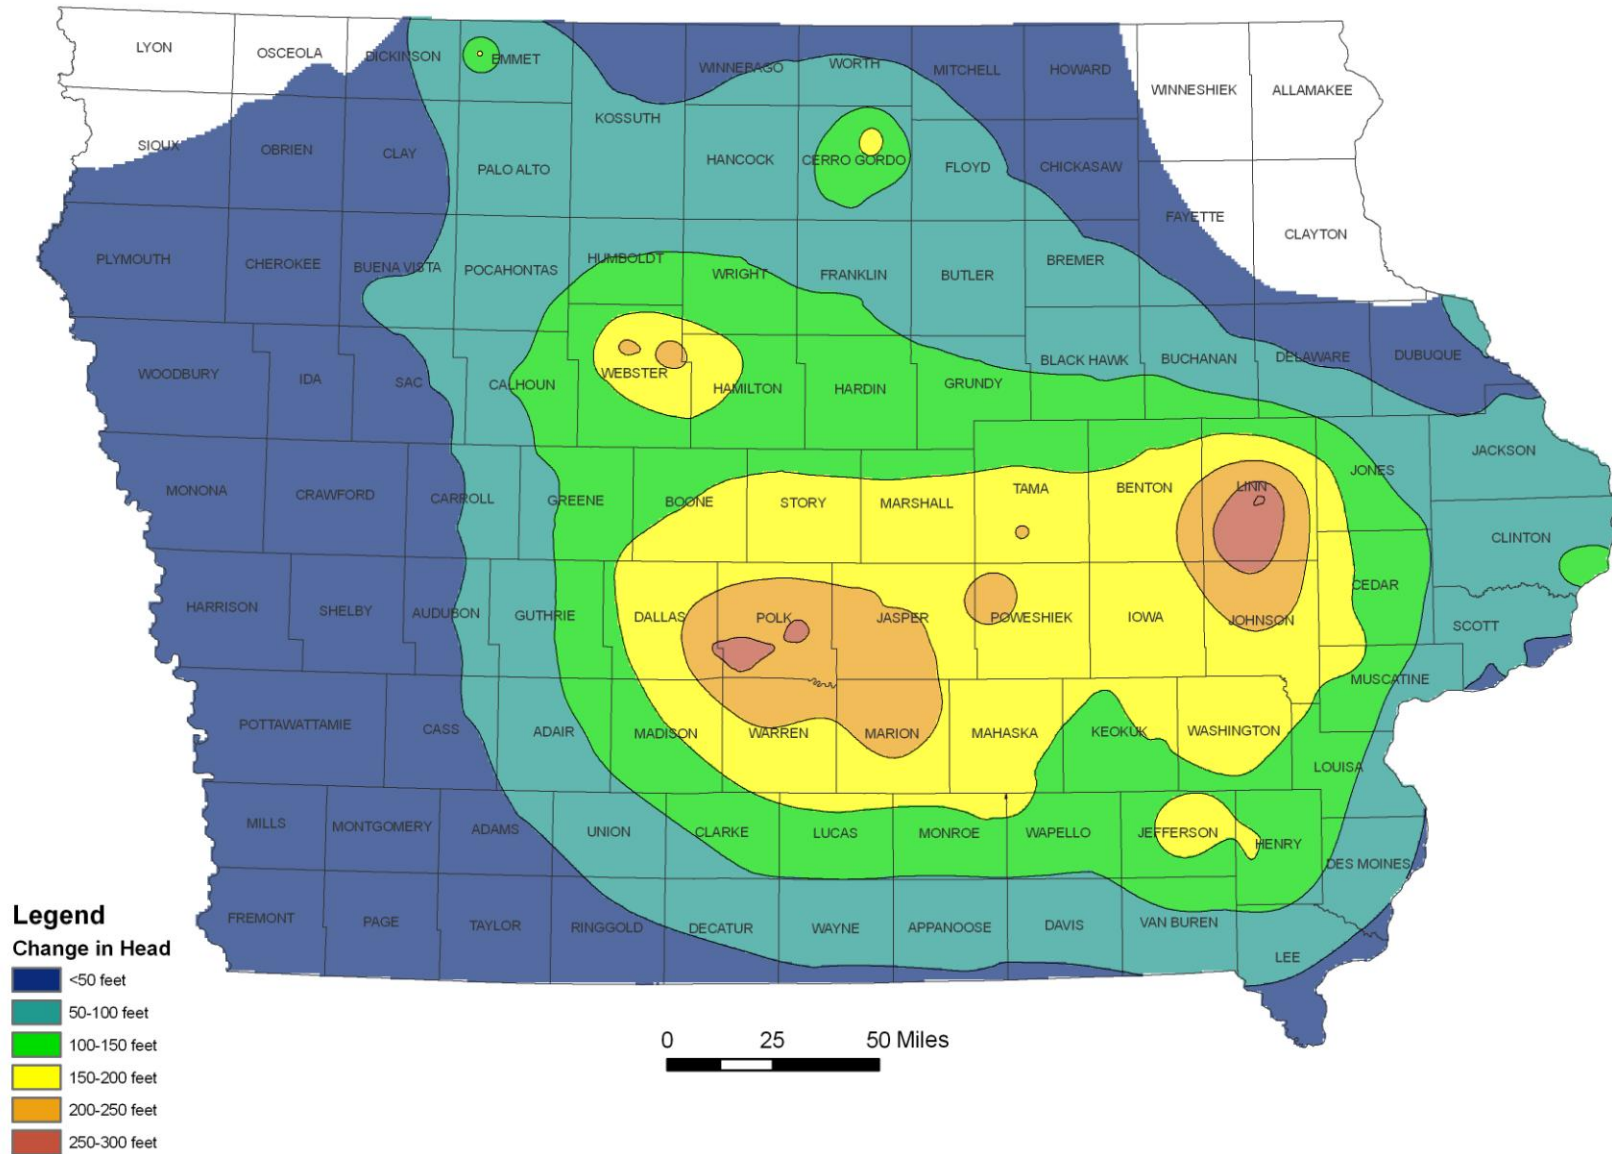 LYON
OSCEOLA
DICKINSON
EMMET
WINNEBAGO
WORTH
MITCHELL
HOWARD
WINNESHIEK
ALLAMAKEE
SIOUX
OBRIEN
CLAY
PALO ALTO
KOSSUTH
HANCOCK
CERRO GORDO
FLOYD
CHICKASAW
FAYETTE
CLAYTON
PLYMOUTH
CHEROKEE
BUENA VISTA
POCAHONTAS
HUMBOLDT
WRIGHT
FRANKLIN
BUTLER
BREMER
WOODBURY
IDA
SAC
CALHOUN
WEBSTER
HAMILTON
HARDIN
GRUNDY
BLACK HAWK
BUCHANAN
DELAWARE
DUBUQUE
MONONA
CRAWFORD
CARROLL
GREENE
BOONE
STORY
MARSHALL
TAMA
BENTON
LINN
JONES
JACKSON
CLINTON
HARRISON
SHELBY
AUDUBON
GUTHRIE
DALLAS
POLK
JASPER
POWESHIEK
IOWA
JOHNSON
CEDAR
SCOTT
MUSCATINE
POTTAWATTAMIE
CASS
ADAIR
MADISON
WARREN
MARION
MAHASKA
KEOKUK
WASHINGTON
LOUISA
MILLS
MONTGOMERY
ADAMS
UNION
CLARKE
LUCAS
MONROE
WAPELLO
JEFFERSON
HENRY
DES MOINES
FREMONT
PAGE
TAYLOR
RINGGOLD
DECATUR
WAYNE
APPANOOSE
DAVIS
VAN BUREN
LEE
Legend
Change in Head
<50 feet
50-100 feet
100-150 feet
150-200 feet
200-250 feet
250-300 feet
0 25 50 Miles